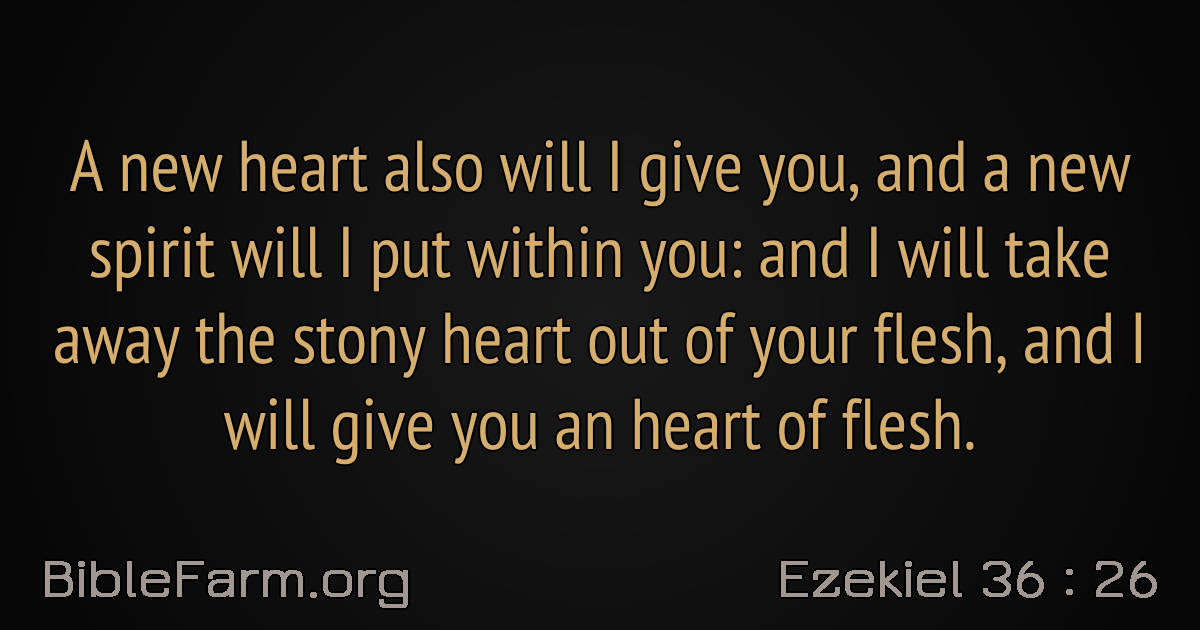 A new heart also will I give you, and a new
spirit will I put within you: and I will take
away the stony heart out of your flesh, and I
will give you an heart of flesh.
BibleFarm.org
Ezekiel 36 : 26